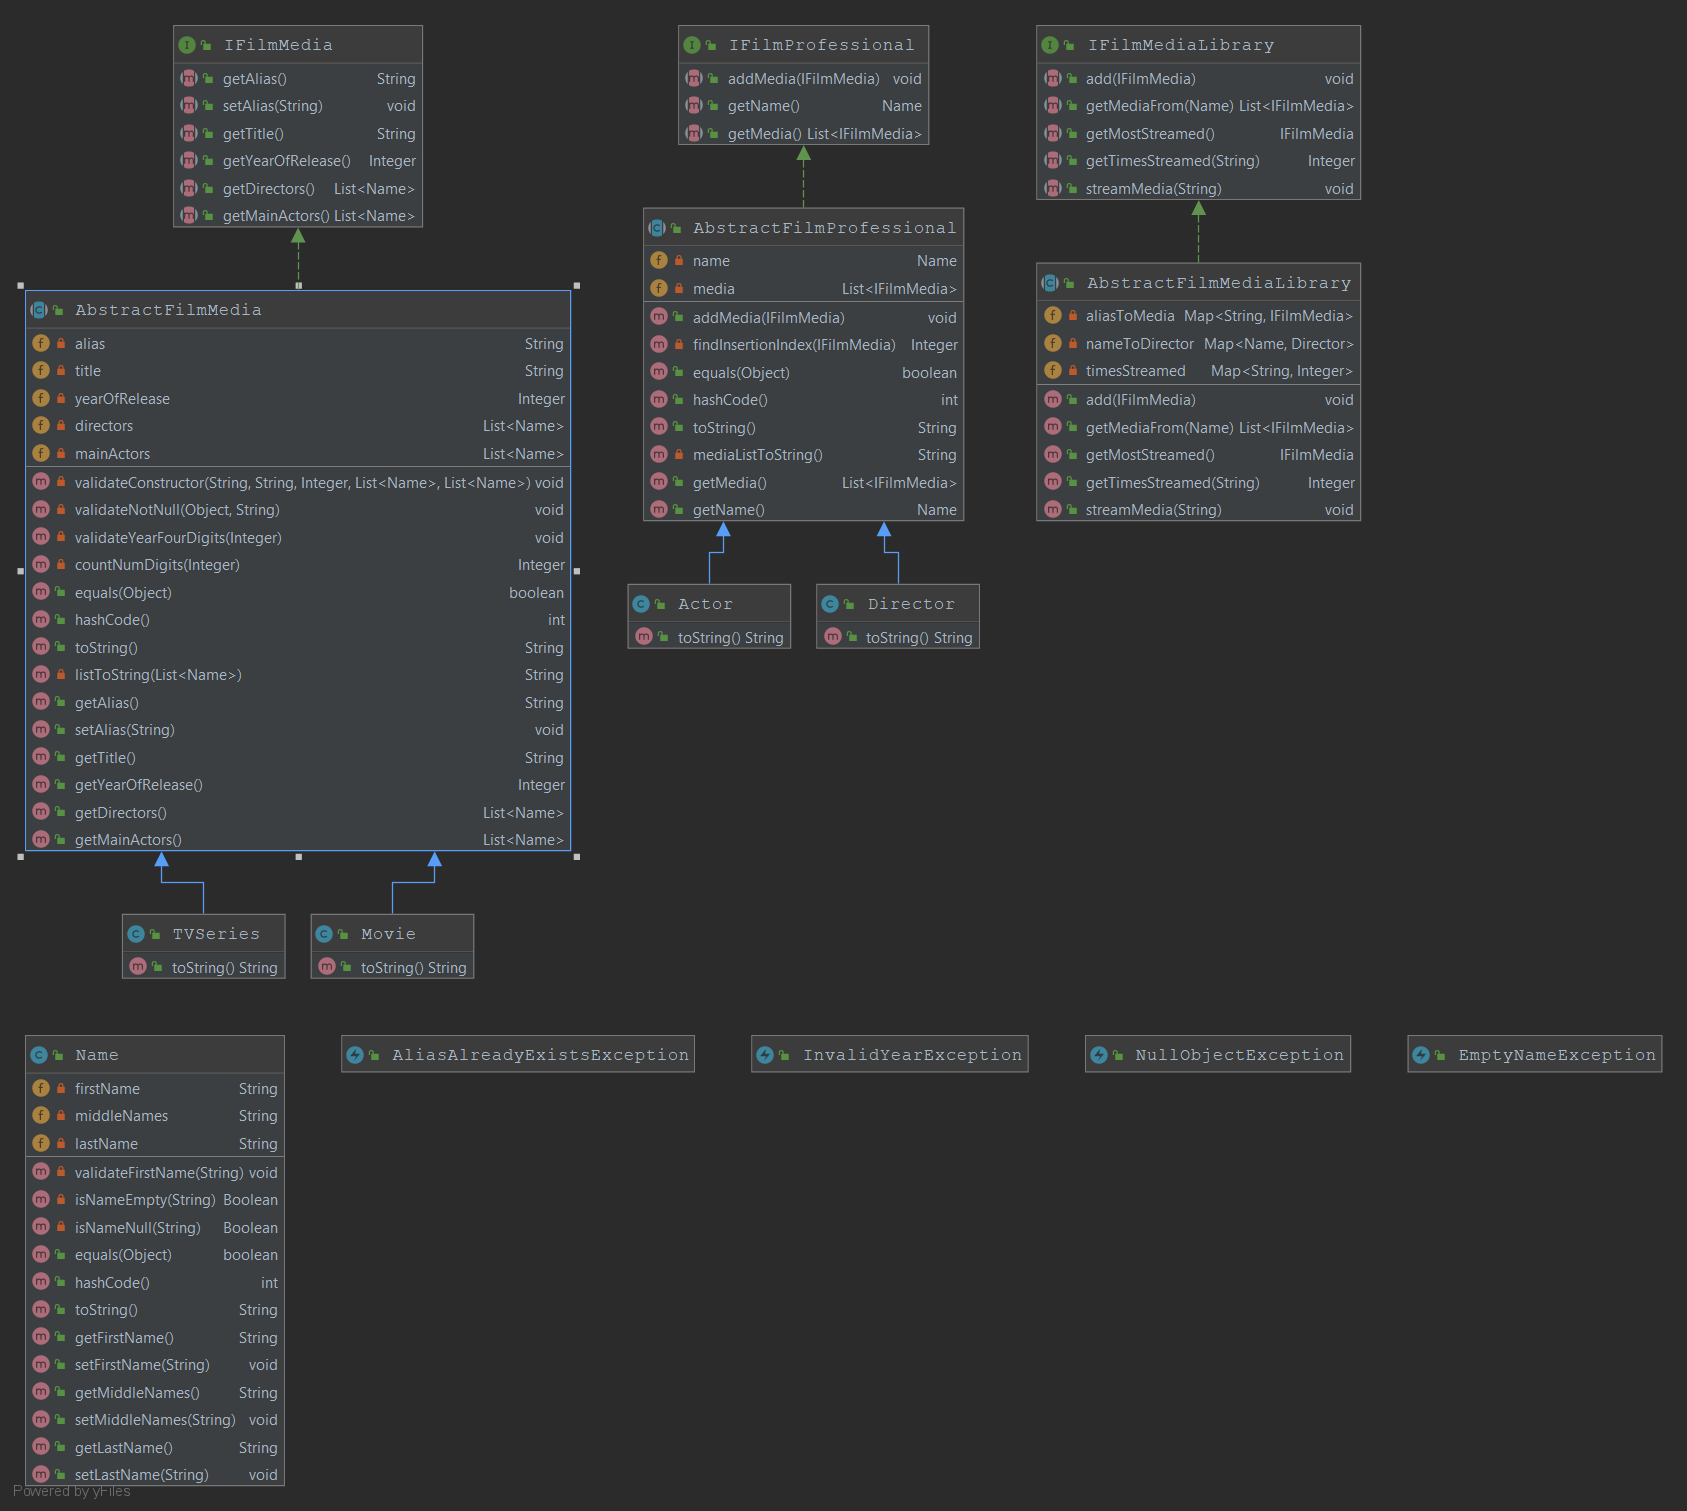 IFilmMedia
getAlias() String
setAlias(String) void
getTitle() String
getYearOfRelease() Integer
getDirectors() List<Name>
getMainActors() List<Name>
IFilmProfessional
addMedia(IFilmMedia) void
getName() Name
getMedia() List<IFilmMedia>
IFilmMediaLibrary
add(IFilmMedia) void
getMediaFrom(Name) List<IFilmMedia>
getMostStreamed() IFilmMedia
getTimesStreamed(String) Integer
streamMedia(String) void
AbstractFilmMedia
alias String
title String
yearOfRelease Integer
directors List<Name>
mainActors List<Name>
validateConstructor(String, String, Integer, List<Name>, List<Name>) void
validateNotNull(Object, String) void
validateYearFourDigits(Integer) void
countNumDigits(Integer) Integer
equals(Object) boolean
hashCode() int
toString() String
listToString(List<Name>) String
getAlias() String
setAlias(String) void
getTitle() String
getYearOfRelease() Integer
getDirectors() List<Name>
getMainActors() List<Name>
AbstractFilmProfessional
name Name
media List<IFilmMedia>
addMedia(IFilmMedia) void
findInsertionIndex(IFilmMedia) Integer
equals(Object) boolean
hashCode() int
toString() String
mediaListToString() String
getMedia() List<IFilmMedia>
getName() Name
AbstractFilmMediaLibrary
aliasToMedia Map<String, IFilmMedia>
nameToDirector Map<Name, Director>
timesStreamed Map<String, Integer>
add(IFilmMedia) void
getMediaFrom(Name) List<IFilmMedia>
getMostStreamed() IFilmMedia
getTimesStreamed(String) Integer
streamMedia(String) void
Actor
toString() String
Director
toString() String
TVSeries
toString() String
Movie
toString() String
Name
firstName String
middleNames String
lastName String
validateFirstName(String) void
isNameEmpty(String) Boolean
isNameNull(String) Boolean
equals(Object) boolean
hashCode() int
toString() String
getFirstName() String
setFirstName(String) void
getMiddleNames() String
setMiddleNames(String) void
getLastName() String
setLastName(String) void
AliasAlreadyExistsException
InvalidYearException
NullObjectException
EmptyNameException
Powered by yFiles